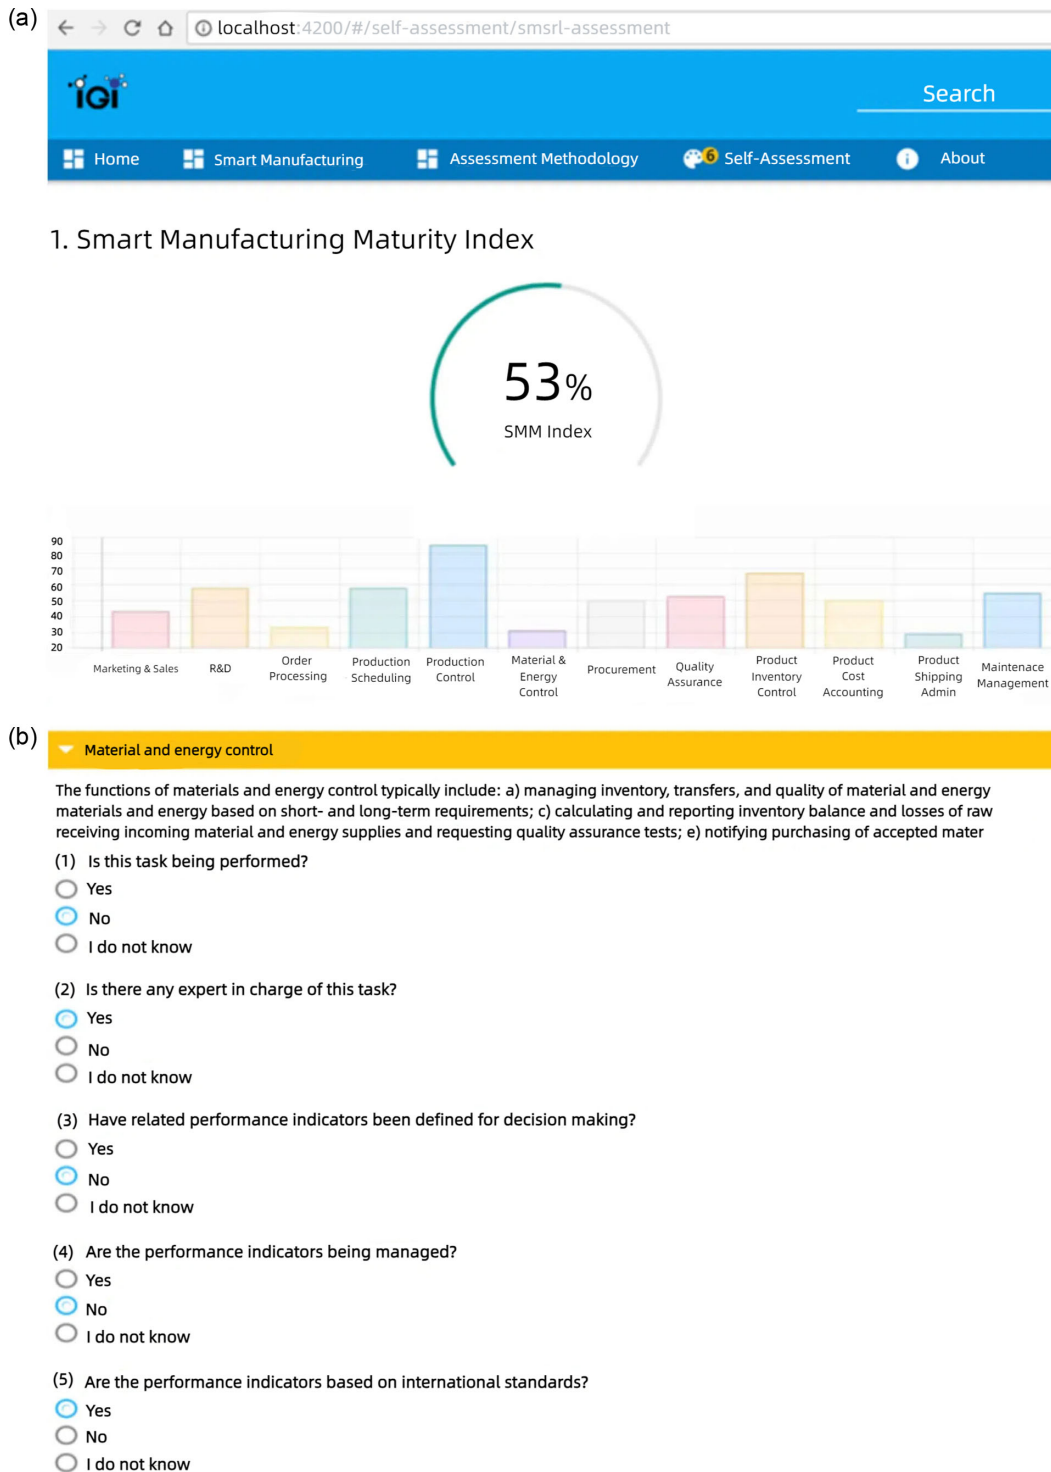 (a)
localhost:4200/#/self-assessment/smsrl-assessment
iGi
Search
Home Smart Manufacturing Assessment Methodology 6 Self-Assessment i About
1. Smart Manufacturing Maturity Index
53%
SMM Index
90
80
70
60
50
40
30
20
Marketing & Sales
R&D
Order
Processing
Production
Scheduling
Production
Control
Material &
Energy
Control
Procurement
Quality
Assurance
Product
Inventory
Control
Product
Cost
Accounting
Product
Shipping
Admin
Maintenace
Management
(b)
Material and energy control
The functions of materials and energy control typically include: a) managing inventory, transfers, and quality of material and energy
materials and energy based on short- and long-term requirements; c) calculating and reporting inventory balance and losses of raw
receiving incoming material and energy supplies and requesting quality assurance tests; e) notifying purchasing of accepted mater
(1) Is this task being performed?
Yes
No
I do not know
(2) Is there any expert in charge of this task?
Yes
No
I do not know
(3) Have related performance indicators been defined for decision making?
Yes
No
I do not know
(4) Are the performance indicators being managed?
Yes
No
I do not know
(5) Are the performance indicators based on international standards?
Yes
No
I do not know